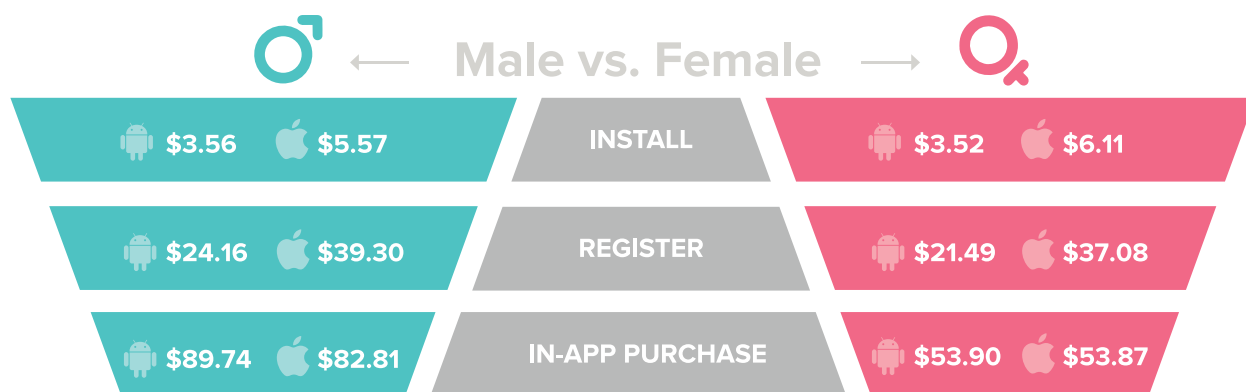 Male vs. Female
$3.56 $5.57 INSTALL $3.52 $6.11
$24.16 $39.30 REGISTER $21.49 $37.08
$89.74 $82.81 IN-APP PURCHASE $53.90 $53.87